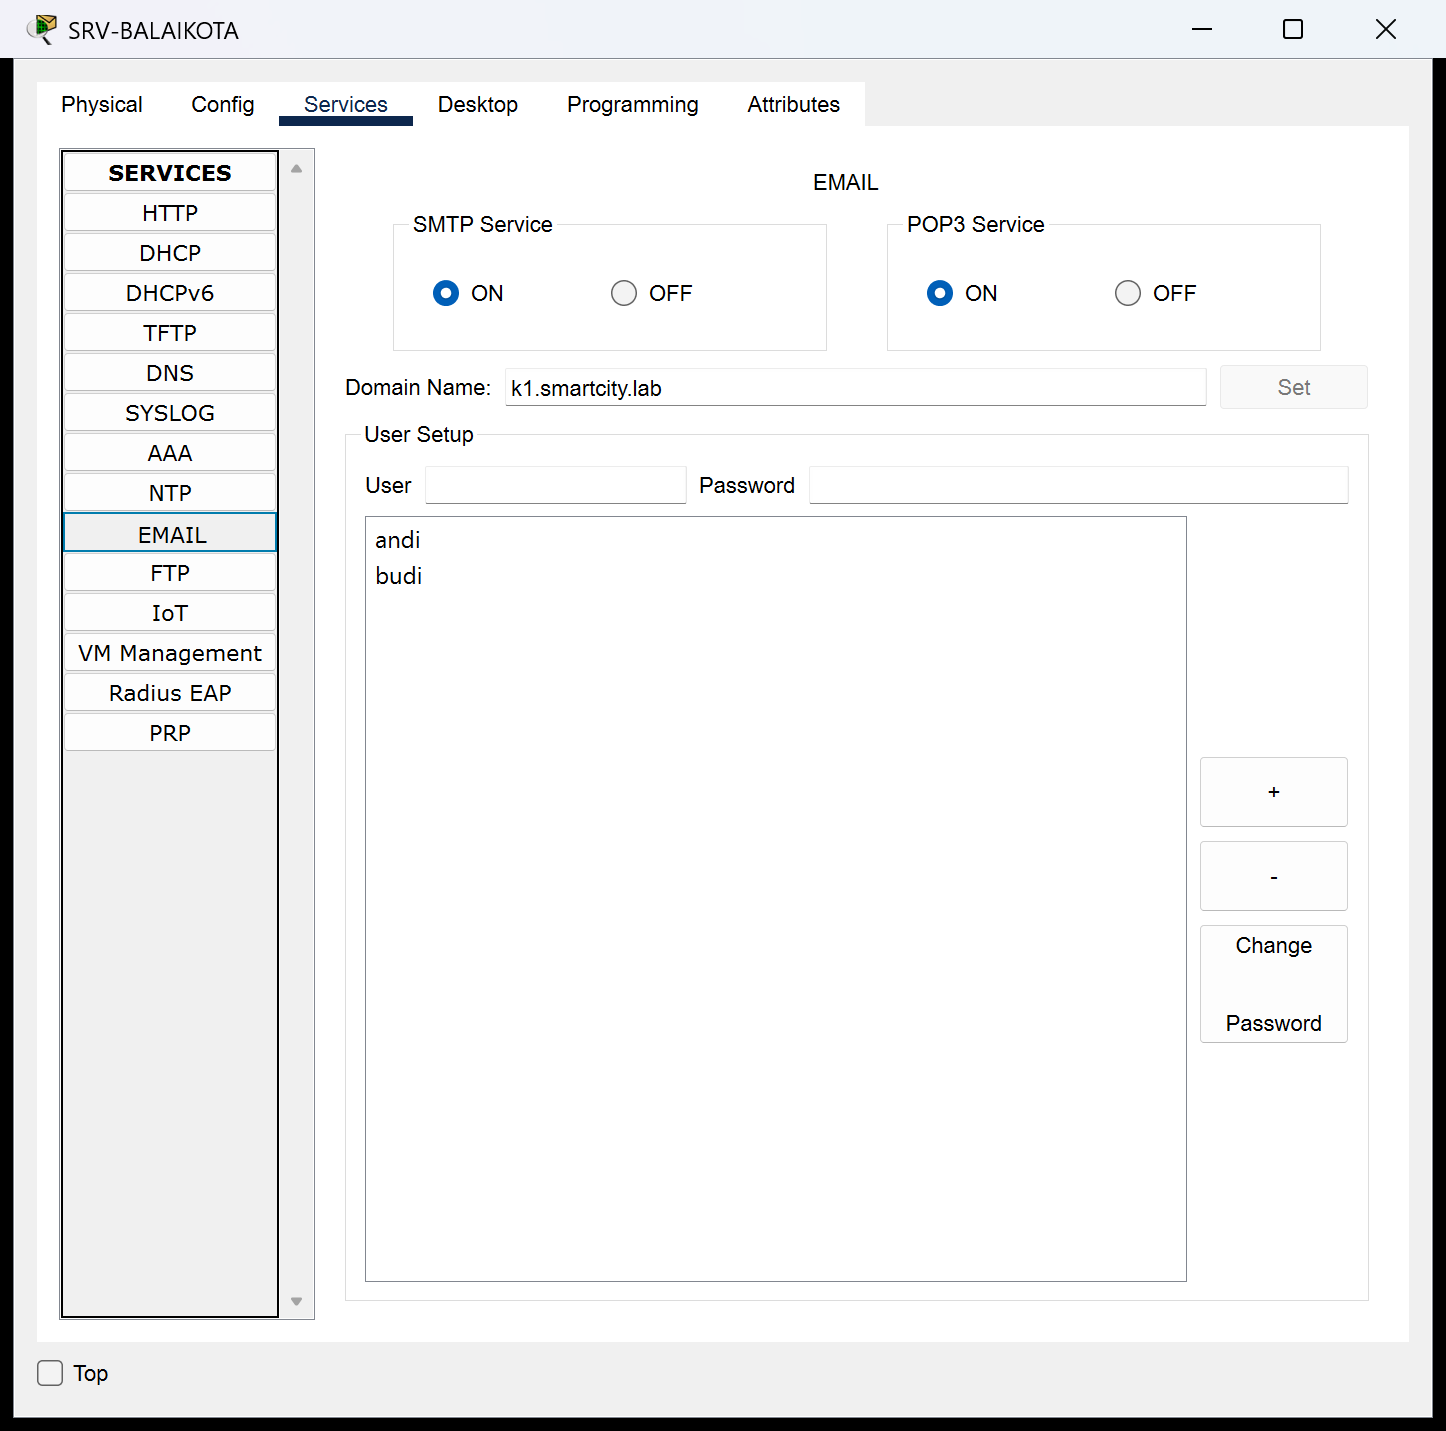 SRV-BALAIKOTA
Physical Config Services Desktop Programming Attributes
SERVICES
HTTP
DHCP
DHCPv6
TFTP
DNS
SYSLOG
AAA
NTP
EMAIL
FTP
IoT
VM Management
Radius EAP
PRP
EMAIL
SMTP Service
ON OFF
POP3 Service
ON OFF
Domain Name: k1.smartcity.lab Set
User Setup
User Password
andi
budi
+
-
Change
Password
Top